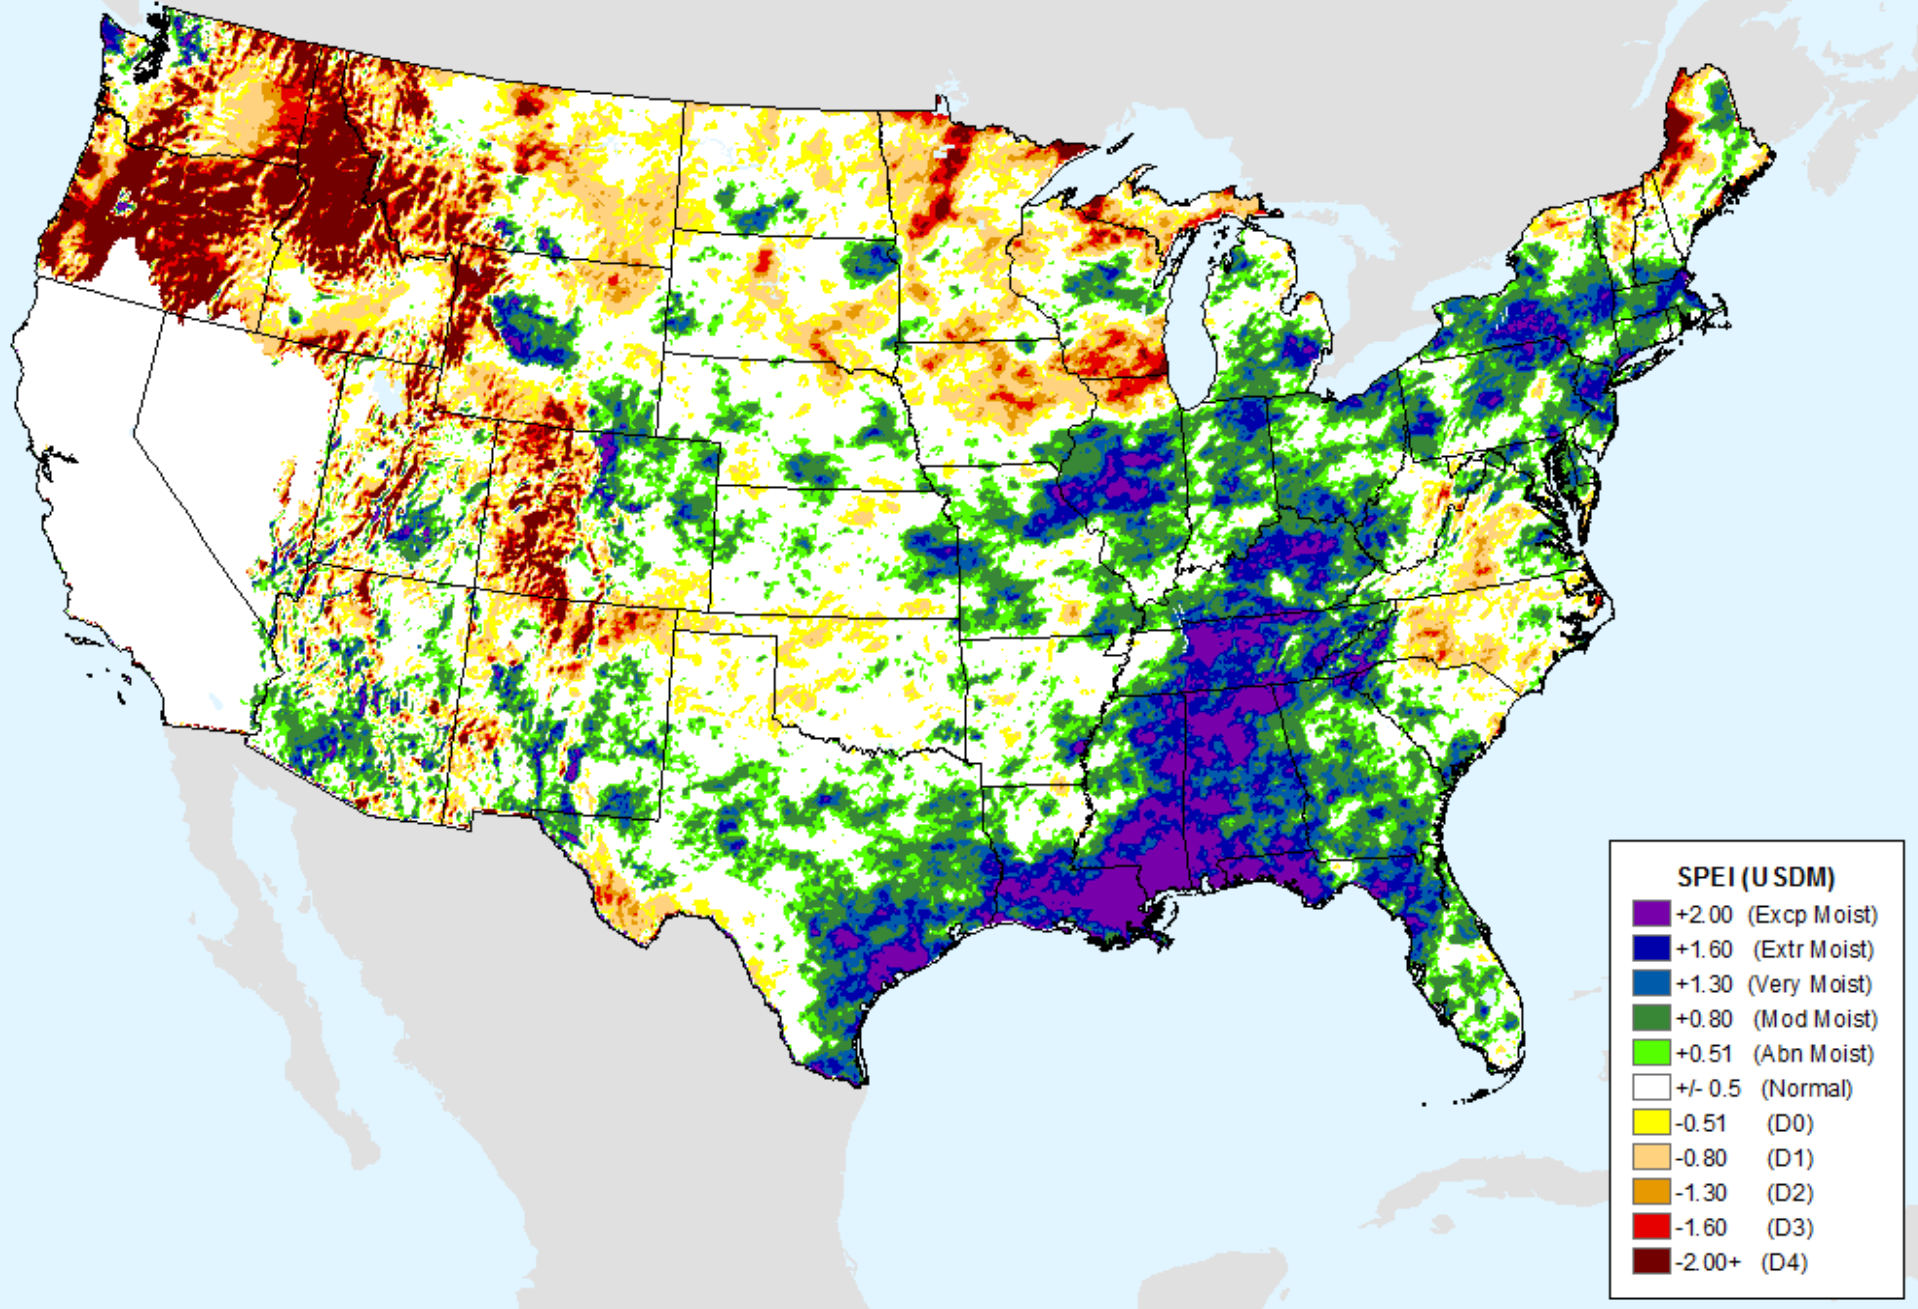 SPEI (USDM)
+2.00 (Excp Moist)
+1.60 (Extr Moist)
+1.30 (Very Moist)
+0.80 (Mod Moist)
+0.51 (Abn Moist)
+/- 0.5 (Normal)
-0.51 (D0)
-0.80 (D1)
-1.30 (D2)
-1.60 (D3)
-2.00+ (D4)